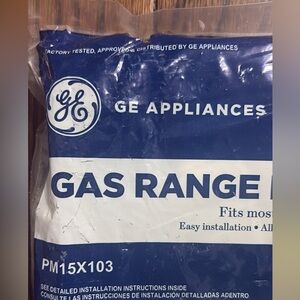 FACTORY TESTED, APPROVED & DISTRIBUTED BY GE APPLIANCES
GE
GE APPLIANCES
GAS RANGE
Fits mos
Easy installation • All
PM15X103
SEE DETAILED INSTALLATION INSTRUCTIONS INSIDE
CONSULTE LAS INSTRUCCIONES DE INSTALACIÓN DETALLADAS ADENTRO